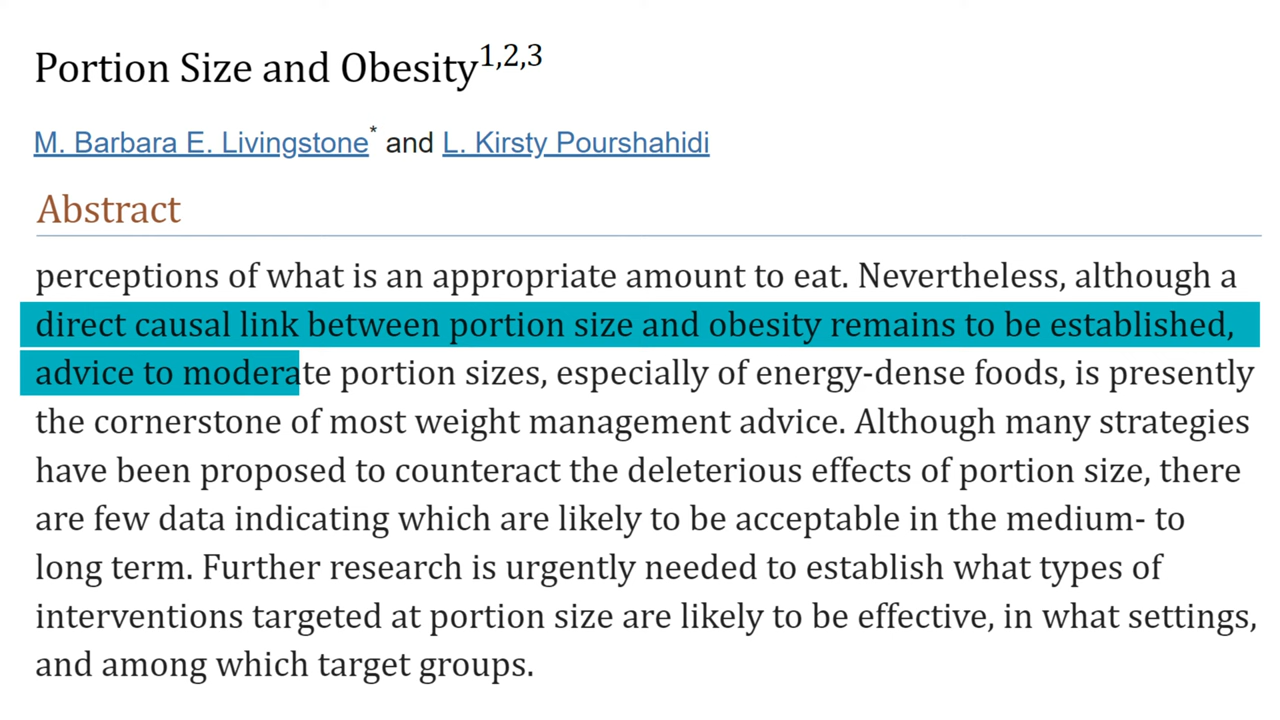 Portion Size and Obesity1,2,3
M. Barbara E. Livingstone* and L. Kirsty Pourshahidi
Abstract
perceptions of what is an appropriate amount to eat. Nevertheless, although a
direct causal link between portion size and obesity remains to be established,
advice to moderate portion sizes, especially of energy-dense foods, is presently
the cornerstone of most weight management advice. Although many strategies
have been proposed to counteract the deleterious effects of portion size, there
are few data indicating which are likely to be acceptable in the medium- to
long term. Further research is urgently needed to establish what types of
interventions targeted at portion size are likely to be effective, in what settings,
and among which target groups.